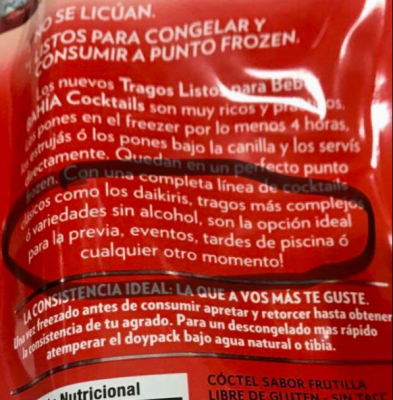 NO SE LICÚAN.
LISTOS PARA CONGELAR Y
CONSUMIR A PUNTO FROZEN.
Los nuevos Tragos Listos para Beber
BAHÍA Cocktails son muy ricos y prácticos.
Los pones en el freezer por lo menos 4 horas,
los estrujás ó los pones bajo la canilla y los servís
directamente. Quedan en un perfecto punto
frozen. Con una completa línea de cocktails
clásicos como los daikiris, tragos más complejos
ó variedades sin alcohol, son la opción ideal
para la previa, eventos, tardes de piscina ó
cualquier otro momento!
LA CONSISTENCIA IDEAL: LA QUE A VOS MÁS TE GUSTE.
Una vez freezado antes de consumir apretar y retorcer hasta obtener
la consistencia de tu agrado. Para un descongelado mas rápido
atemperar el doypack bajo agua natural o tibia.
Nutricional
CÓCTEL SABOR FRUTILLA
LIBRE DE GLUTEN - SIN TACC